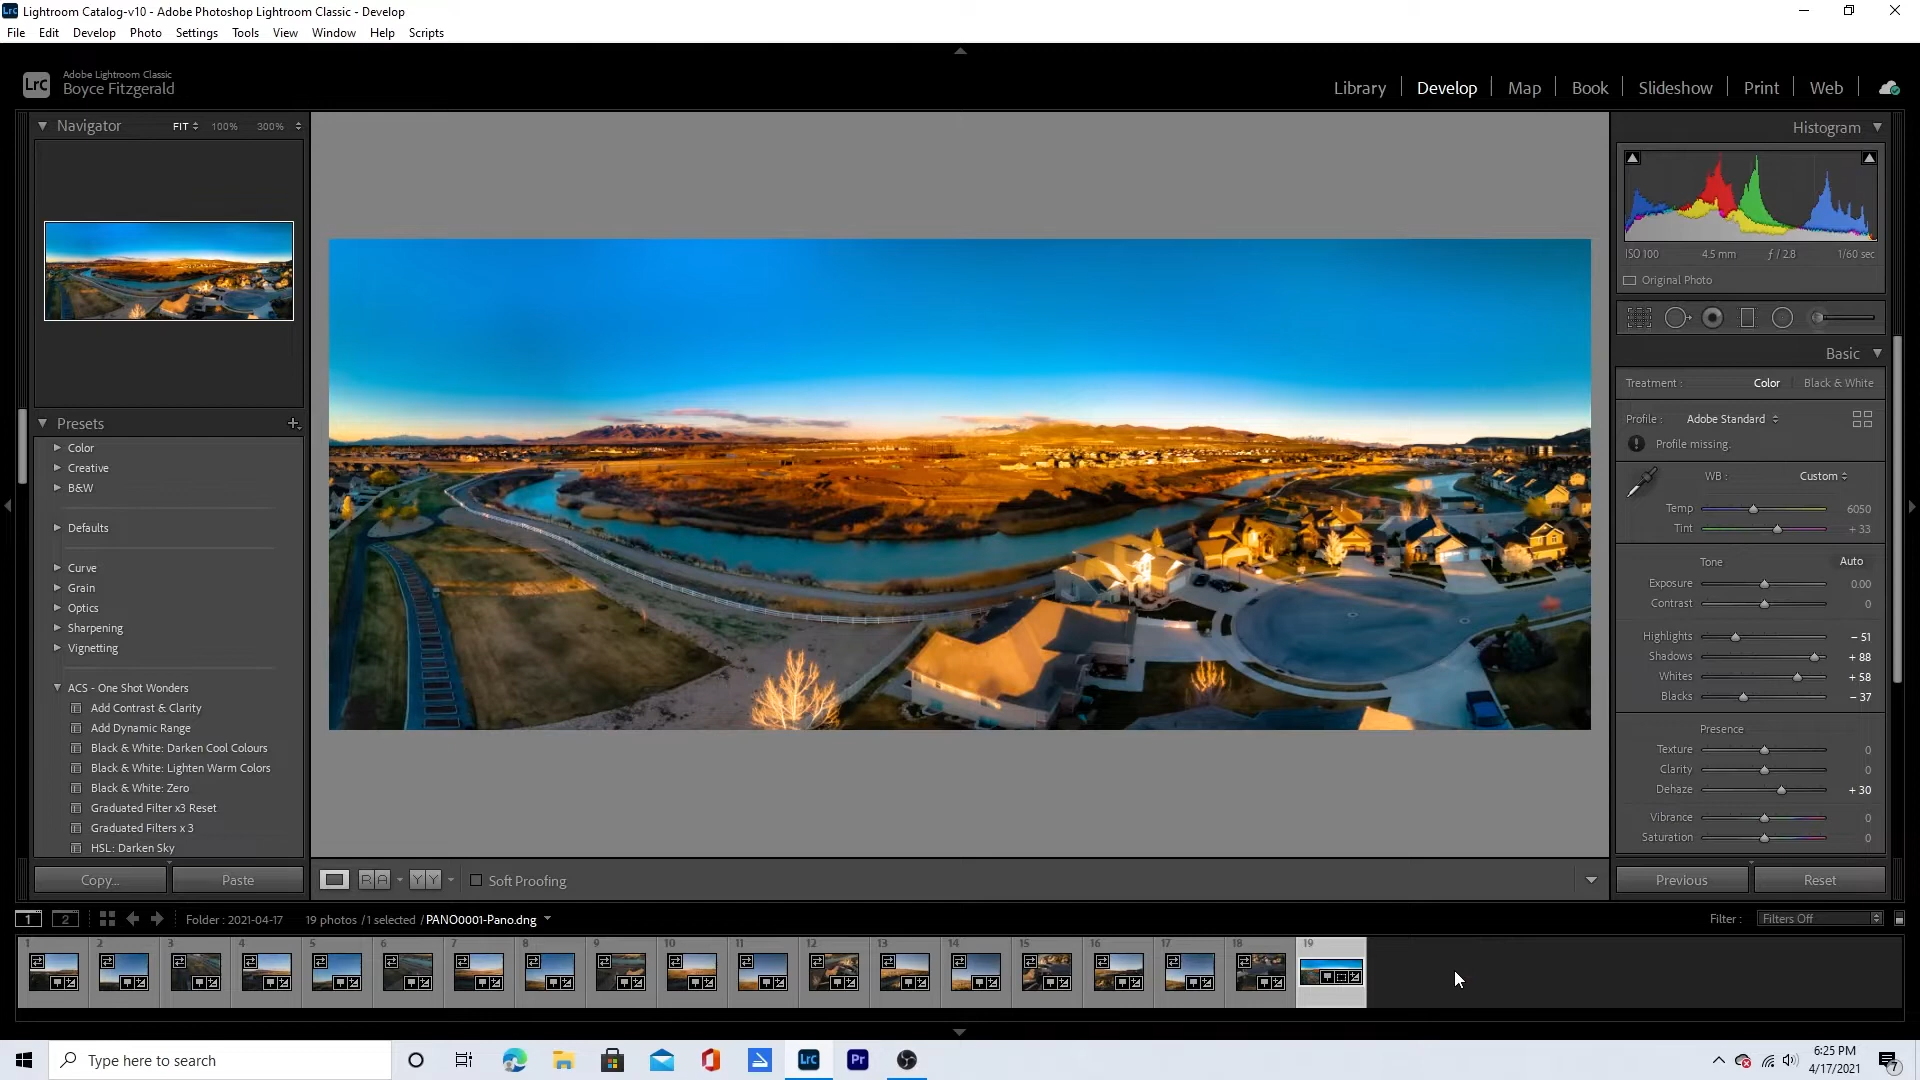 Lightroom Catalog-v10 - Adobe Photoshop Lightroom Classic - Develop
File Edit Develop Photo Settings Tools View Window Help Scripts
LrC
Adobe Lightroom Classic
Boyce Fitzgerald
Library Develop Map Book Slideshow Print Web
Navigator FIT 100% 300%
Histogram
ISO 100 4.5 mm ƒ / 2.8 1/60 sec
Original Photo
Basic
Treatment : Color Black & White
Profile : Adobe Standard
Profile missing.
WB : Custom
Temp 6050
Tint + 33
Tone Auto
Exposure 0.00
Contrast 0
Highlights − 51
Shadows + 88
Whites + 58
Blacks − 37
Presence
Texture 0
Clarity 0
Dehaze + 30
Vibrance 0
Saturation 0
Previous Reset
Presets
Color
Creative
B&W
Defaults
Curve
Grain
Optics
Sharpening
Vignetting
ACS - One Shot Wonders
Add Contrast & Clarity
Add Dynamic Range
Black & White: Darken Cool Colours
Black & White: Lighten Warm Colors
Black & White: Zero
Graduated Filter x3 Reset
Graduated Filters x 3
HSL: Darken Sky
Copy... Paste
R A Y Y Soft Proofing
1 2 Folder : 2021-04-17 19 photos / 1 selected / PANO0001-Pano.dng Filter : Filters Off
1 2 3 4 5 6 7 8 9 10 11 12 13 14 15 16 17 18 19
Type here to search
LrC Pr
6:25 PM
4/17/2021
7